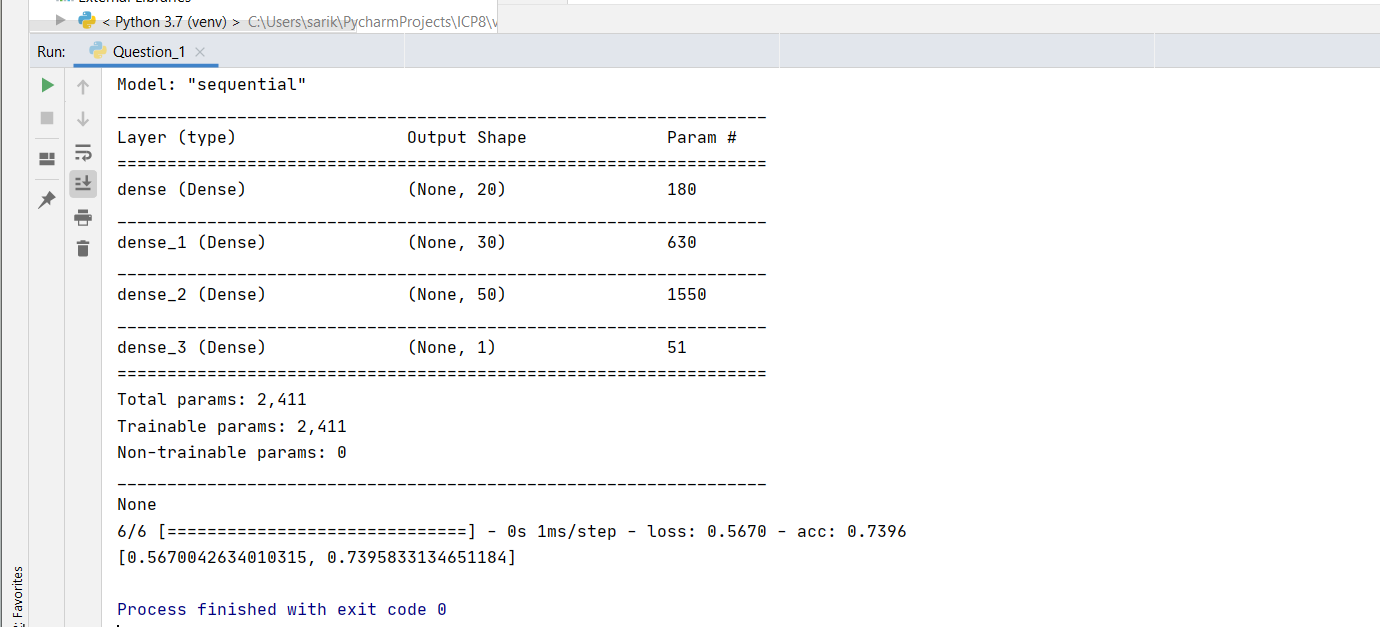 External Libraries
< Python 3.7 (venv) > C:\Users\sarik\PycharmProjects\ICP8\v
Run: Question_1
Model: "sequential"
_________________________________________________________________
Layer (type)                 Output Shape              Param #
=================================================================
dense (Dense)                (None, 20)                180
_________________________________________________________________
dense_1 (Dense)              (None, 30)                630
_________________________________________________________________
dense_2 (Dense)              (None, 50)                1550
_________________________________________________________________
dense_3 (Dense)              (None, 1)                 51
=================================================================
Total params: 2,411
Trainable params: 2,411
Non-trainable params: 0
_________________________________________________________________
None
6/6 [==============================] - 0s 1ms/step - loss: 0.5670 - acc: 0.7396
[0.5670042634010315, 0.7395833134651184]
Process finished with exit code 0
Favorites